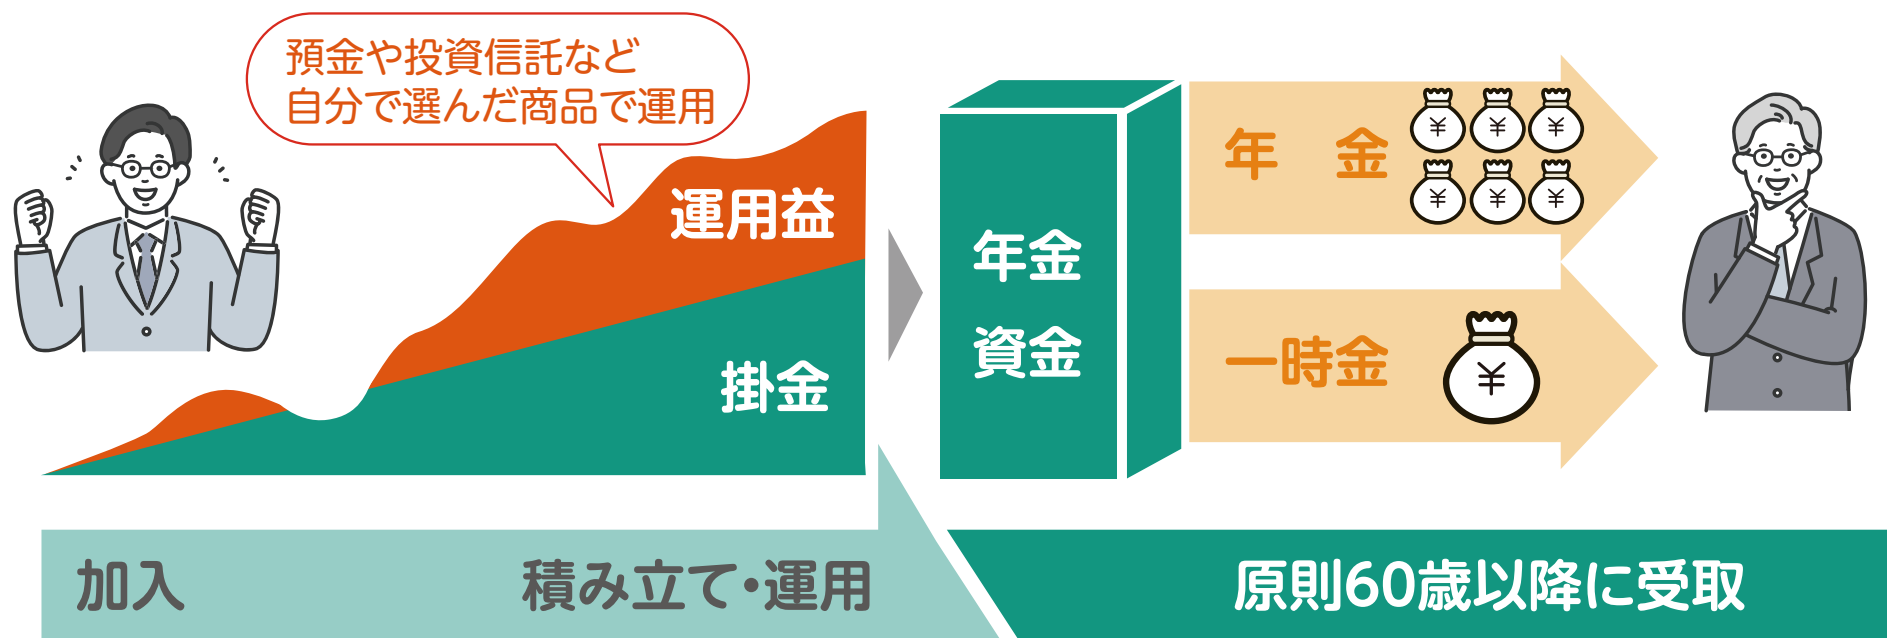 預金や投資信託など
自分で選んだ商品で運用
運用益
掛金
年金
資金
年　金
¥ ¥ ¥
¥ ¥ ¥
一時金
¥
加入
積み立て・運用
原則60歳以降に受取